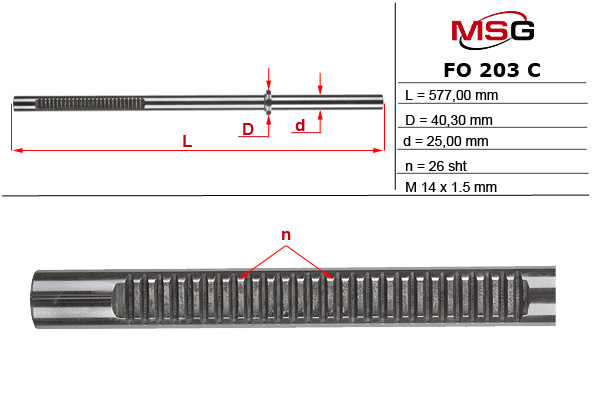 MSG
FO 203 C
L = 577,00 mm
D = 40,30 mm
d = 25,00 mm
n = 26 sht
M 14 x 1.5 mm
D
d
L
n